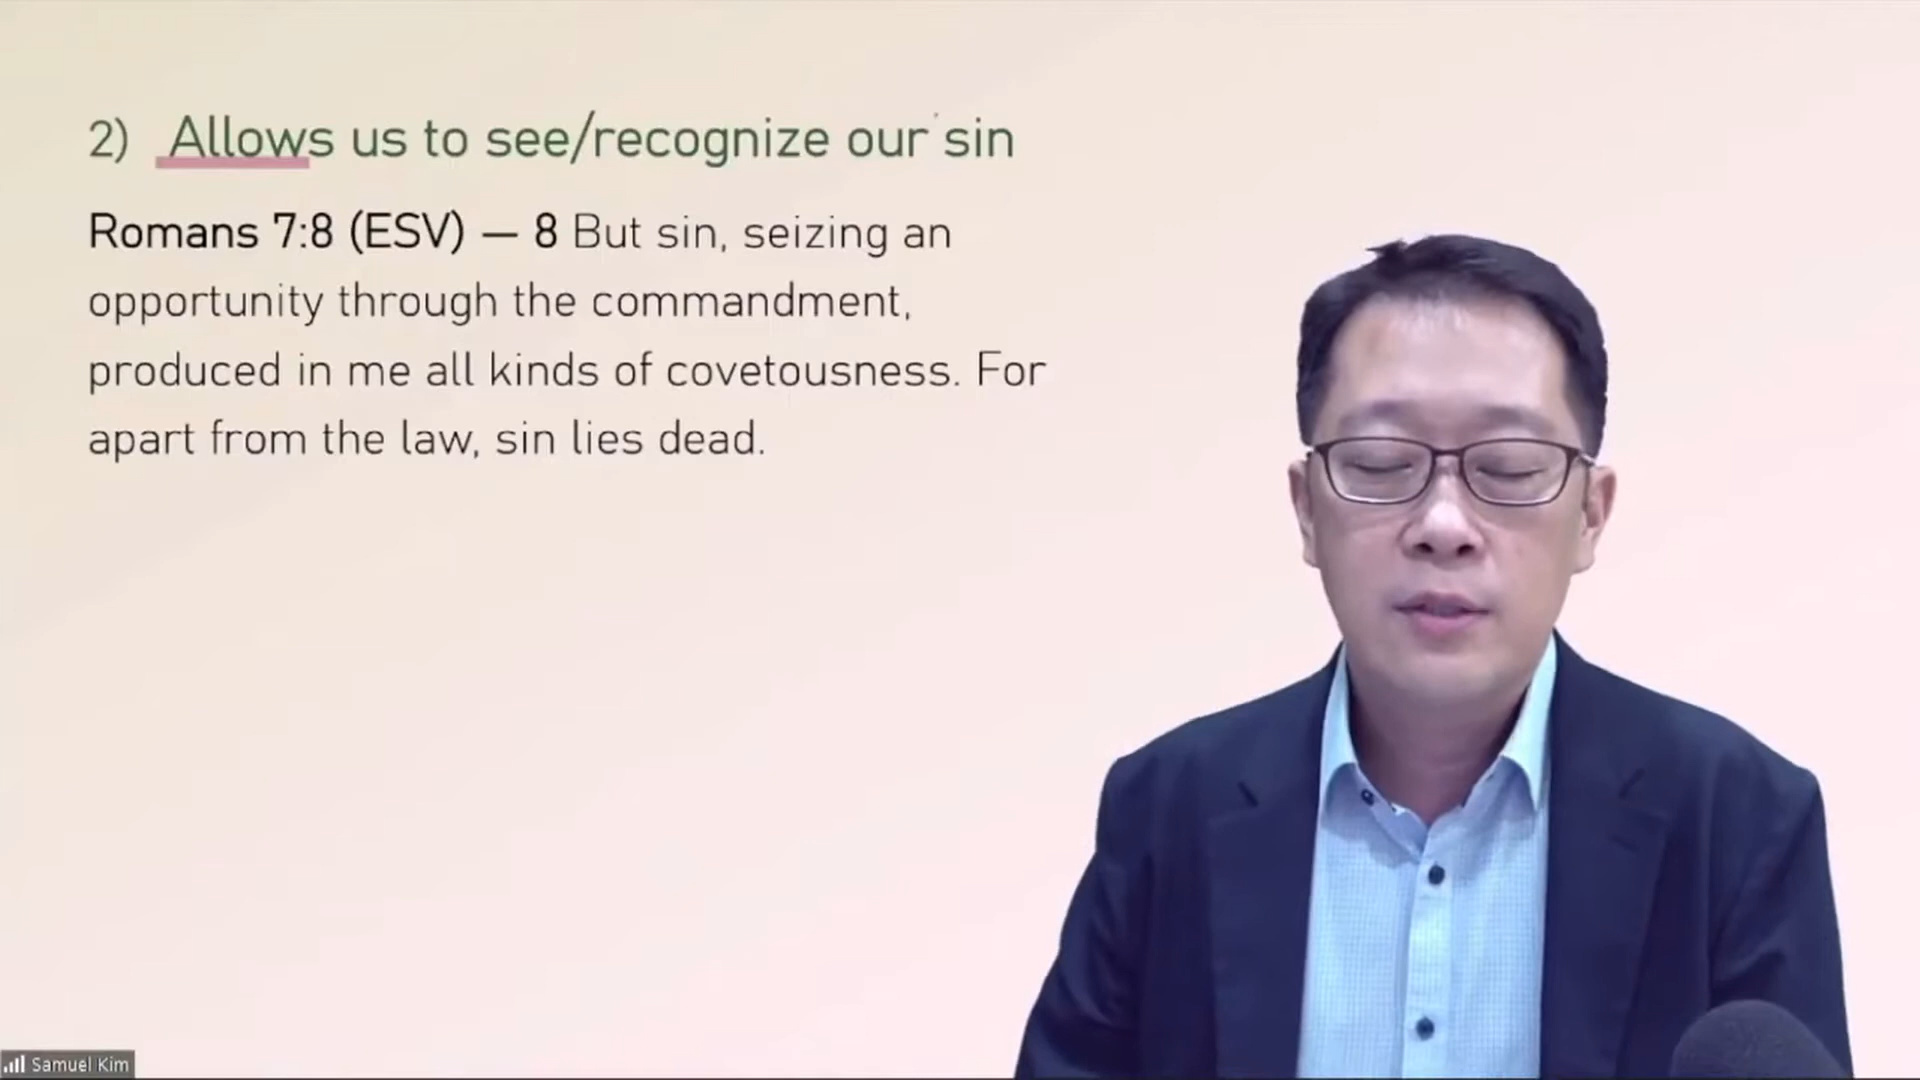 2) Allows us to see/recognize our sin
Romans 7:8 (ESV) — 8 But sin, seizing an
opportunity through the commandment,
produced in me all kinds of covetousness. For
apart from the law, sin lies dead.
Samuel Kim